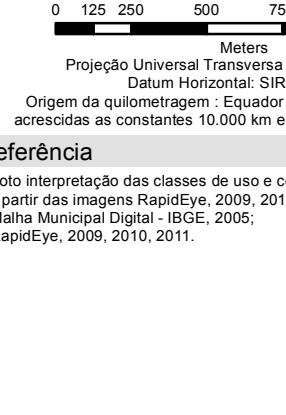 0 125 250 500 75
Meters
Projeção Universal Transversa
Datum Horizontal: SIR
Origem da quilometragem : Equador
acrescidas as constantes 10.000 km e
eferência
oto interpretação das classes de uso e c
partir das imagens RapidEye, 2009, 201
alha Municipal Digital - IBGE, 2005;
apidEye, 2009, 2010, 2011.